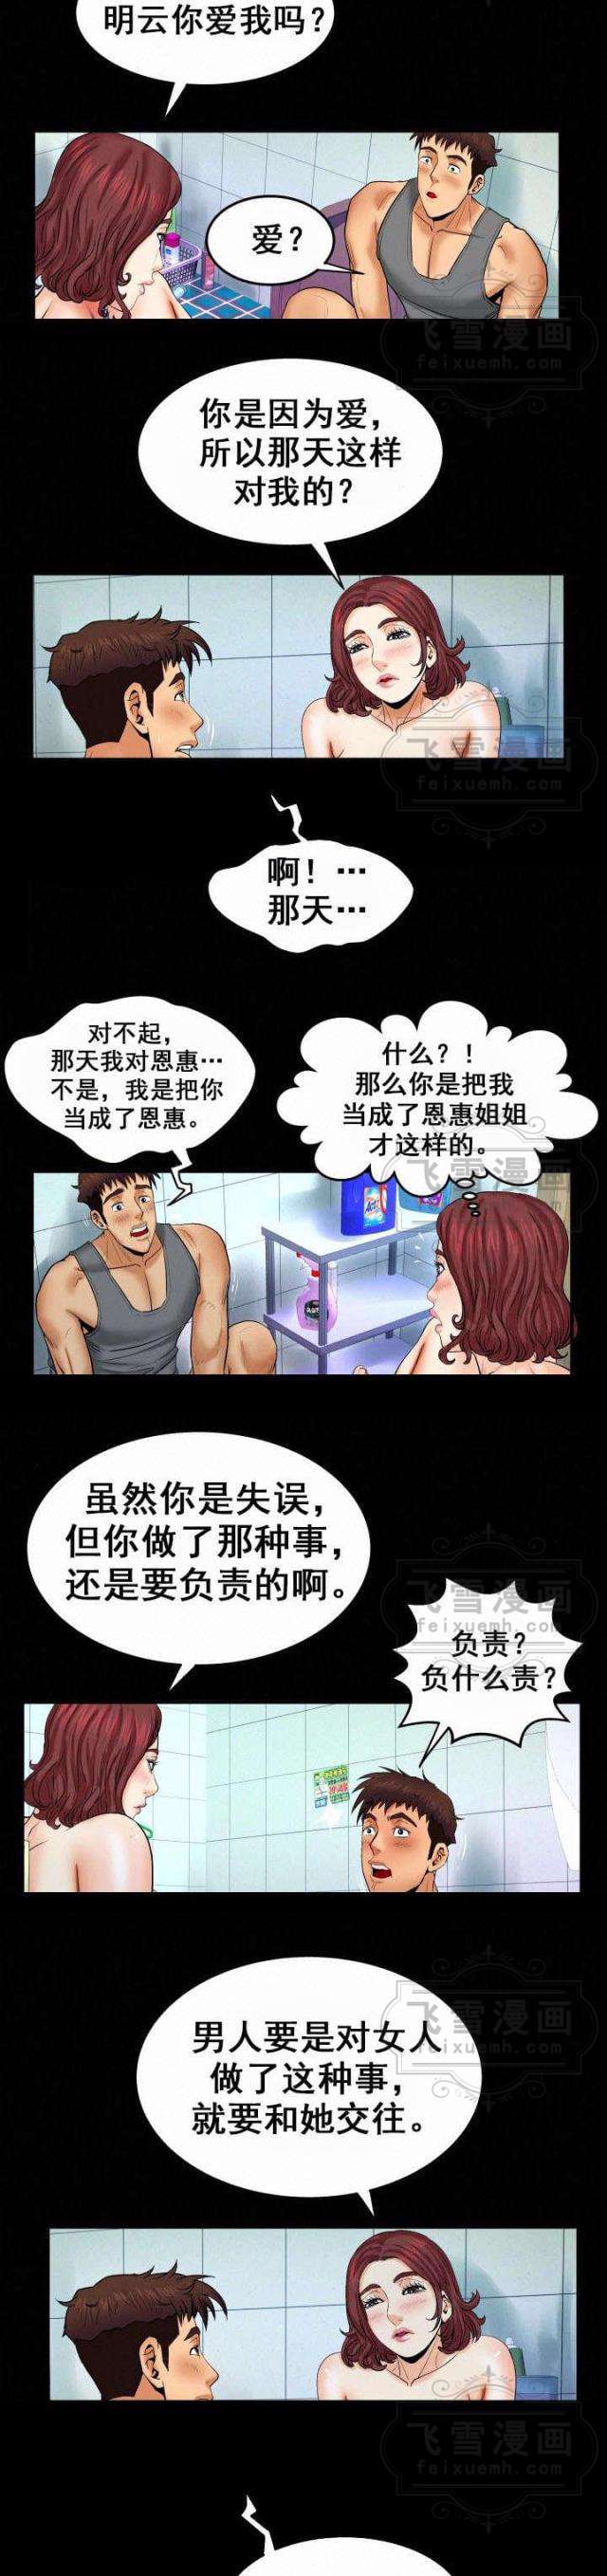 明云你爱我吗？
爱？
飞雪漫画
feixuemh.com
你是因为爱，
所以那天这样
对我的？
飞雪漫画
feixuemh.com
啊！…
那天…
对不起，
那天我对恩惠…
不是，我是把你
当成了恩惠。
什么？！
那么你是把我
当成了恩惠姐姐
才这样的。
飞雪漫画
feixuemh.com
虽然你是失误，
但你做了那种事，
还是要负责的啊。
飞雪漫画
feixuemh.com
负责？
负什么责？
男人要是对女人
做了这种事，
就要和她交往。
飞雪漫画
feixuemh.com
飞雪漫画
feixuemh.com